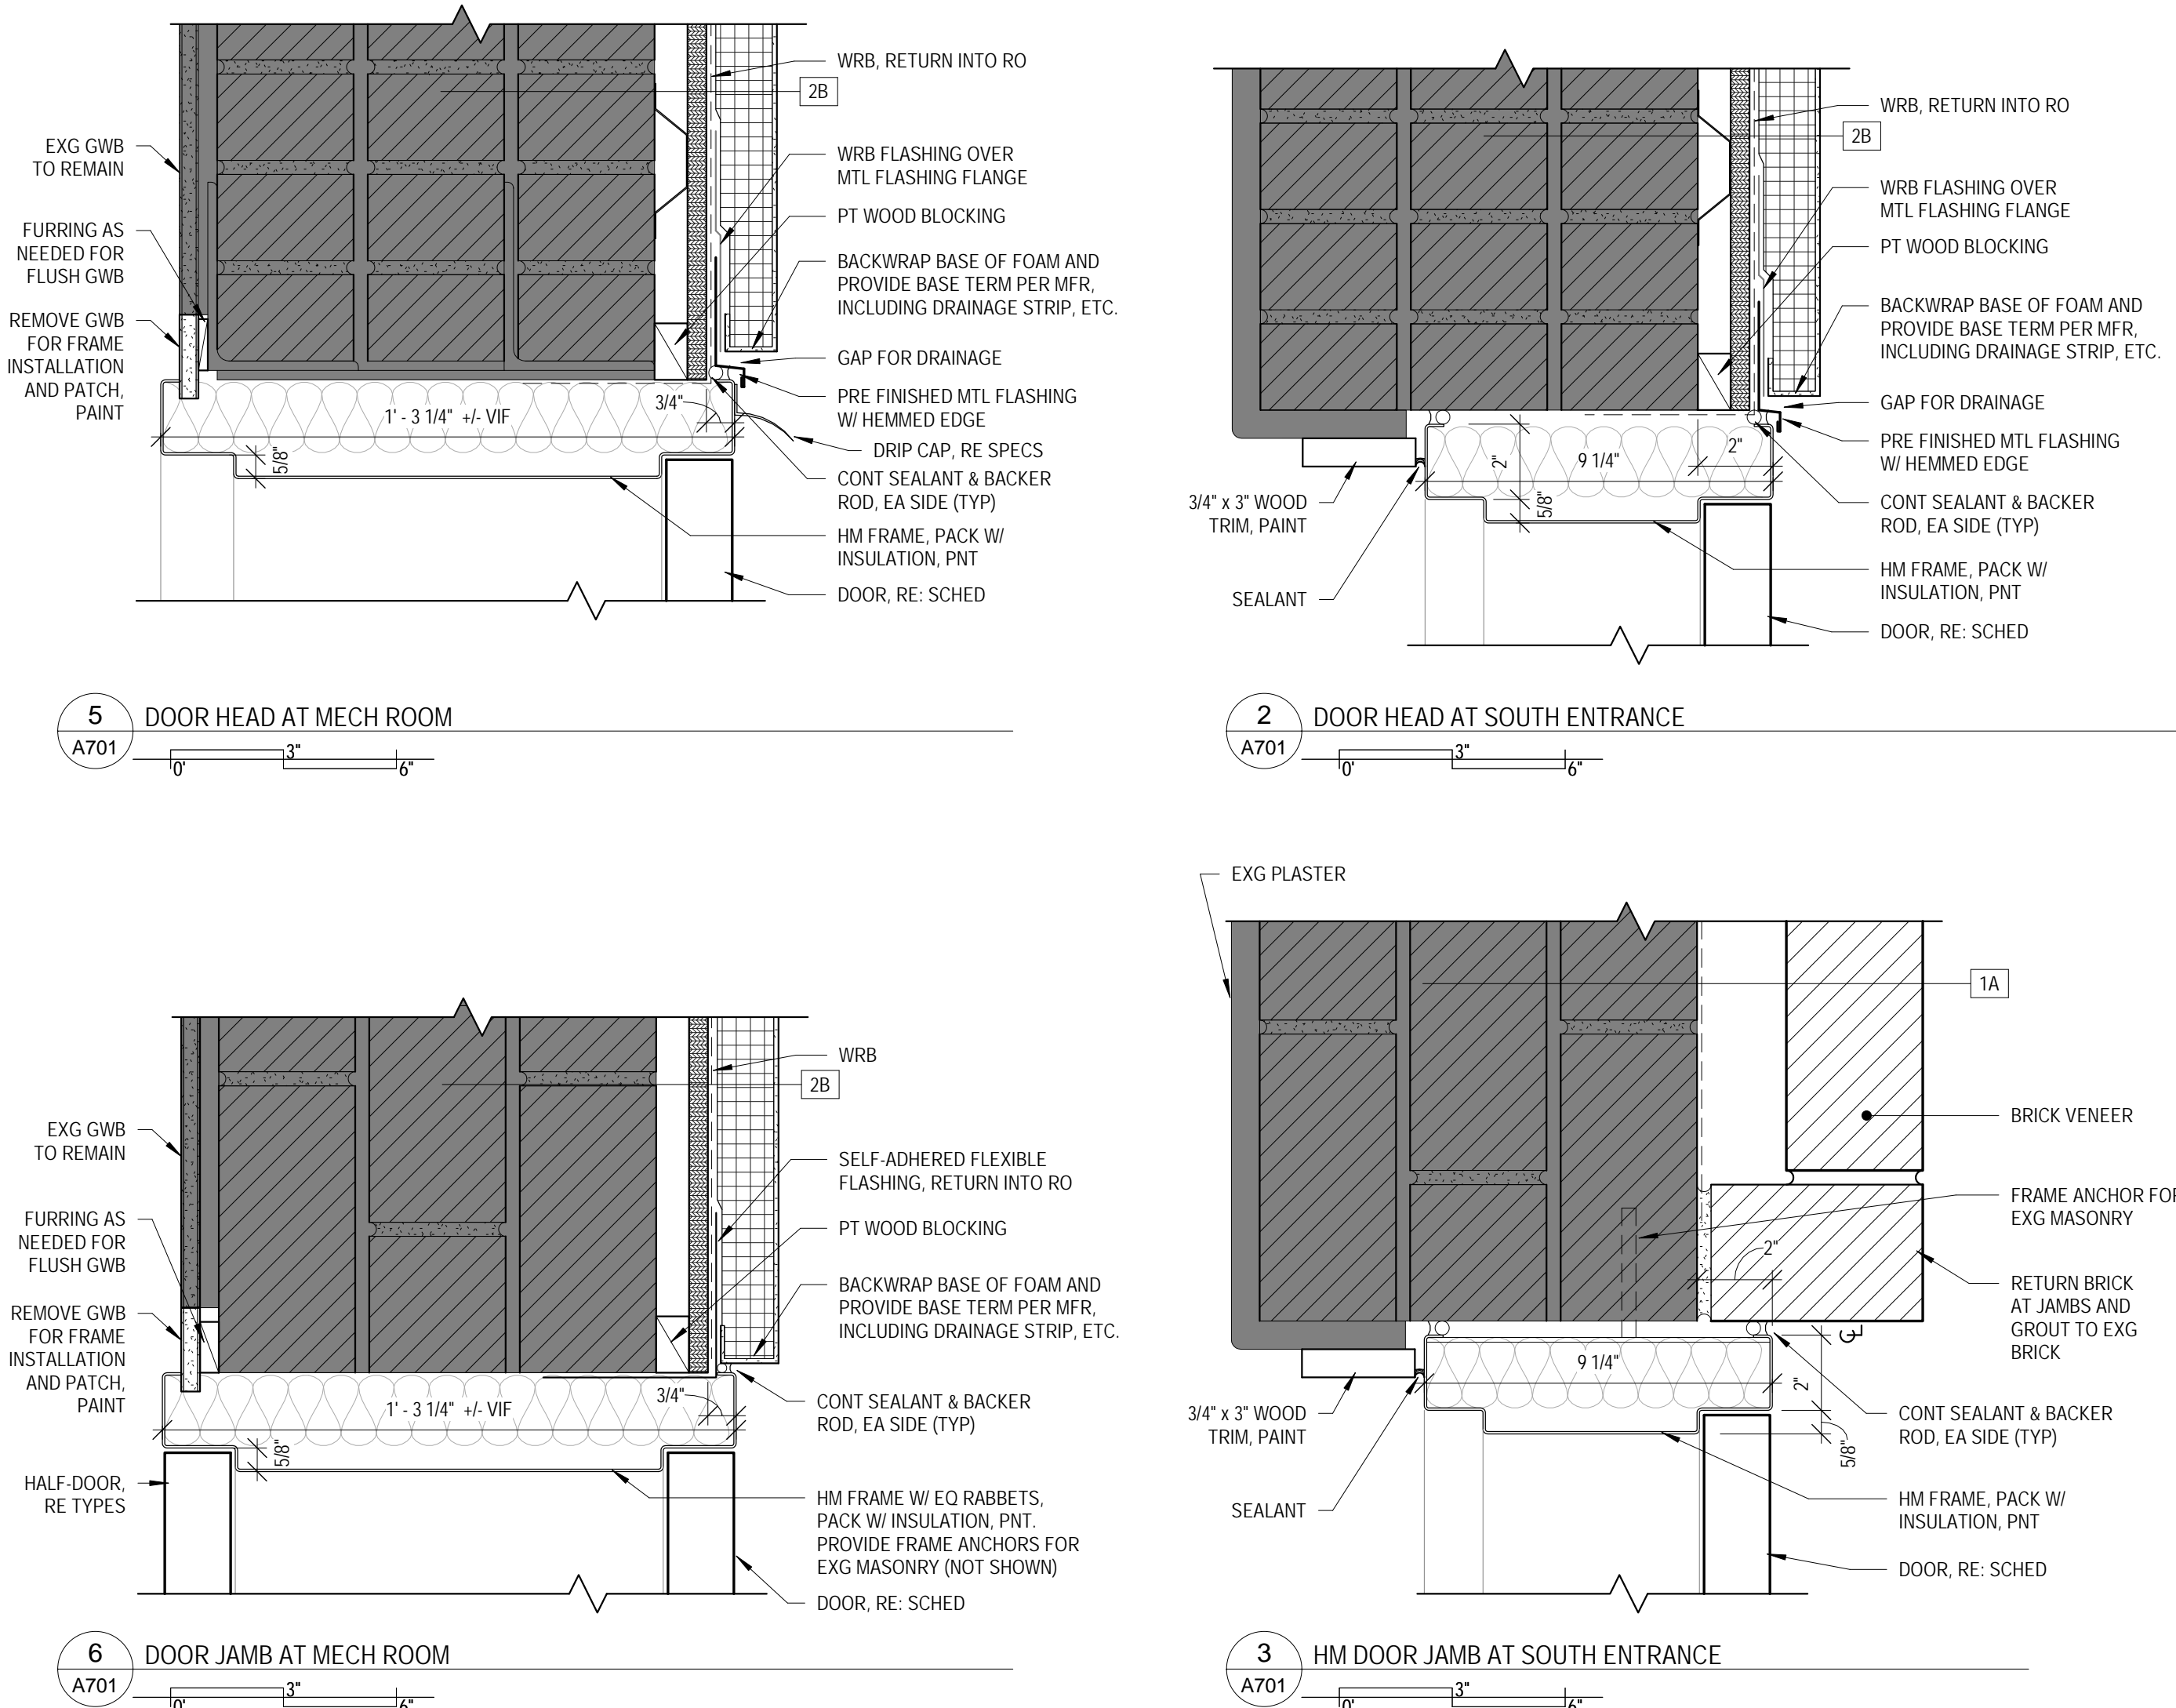 WRB, RETURN INTO RO
2B
EXG GWB
TO REMAIN
WRB FLASHING OVER
MTL FLASHING FLANGE
PT WOOD BLOCKING
FURRING AS
NEEDED FOR
FLUSH GWB
BACKWRAP BASE OF FOAM AND
PROVIDE BASE TERM PER MFR,
INCLUDING DRAINAGE STRIP, ETC.
REMOVE GWB
FOR FRAME
INSTALLATION
AND PATCH,
PAINT
GAP FOR DRAINAGE
PRE FINISHED MTL FLASHING
W/ HEMMED EDGE
3/4"
1' - 3 1/4" +/- VIF
5/8"
DRIP CAP, RE SPECS
CONT SEALANT & BACKER
ROD, EA SIDE (TYP)
HM FRAME, PACK W/
INSULATION, PNT
DOOR, RE: SCHED
5
A701
DOOR HEAD AT MECH ROOM
0'
3"
6"
WRB, RETURN INTO RO
2B
WRB FLASHING OVER
MTL FLASHING FLANGE
PT WOOD BLOCKING
BACKWRAP BASE OF FOAM AND
PROVIDE BASE TERM PER MFR,
INCLUDING DRAINAGE STRIP, ETC.
GAP FOR DRAINAGE
PRE FINISHED MTL FLASHING
W/ HEMMED EDGE
2"
9 1/4"
2"
5/8"
3/4" x 3" WOOD
TRIM, PAINT
CONT SEALANT & BACKER
ROD, EA SIDE (TYP)
HM FRAME, PACK W/
INSULATION, PNT
SEALANT
DOOR, RE: SCHED
2
A701
DOOR HEAD AT SOUTH ENTRANCE
0'
3"
6"
WRB
2B
EXG GWB
TO REMAIN
SELF-ADHERED FLEXIBLE
FLASHING, RETURN INTO RO
FURRING AS
NEEDED FOR
FLUSH GWB
PT WOOD BLOCKING
BACKWRAP BASE OF FOAM AND
PROVIDE BASE TERM PER MFR,
INCLUDING DRAINAGE STRIP, ETC.
REMOVE GWB
FOR FRAME
INSTALLATION
AND PATCH,
PAINT
3/4"
1' - 3 1/4" +/- VIF
5/8"
CONT SEALANT & BACKER
ROD, EA SIDE (TYP)
HALF-DOOR,
RE TYPES
HM FRAME W/ EQ RABBETS,
PACK W/ INSULATION, PNT.
PROVIDE FRAME ANCHORS FOR
EXG MASONRY (NOT SHOWN)
DOOR, RE: SCHED
6
A701
DOOR JAMB AT MECH ROOM
0'
3"
6"
EXG PLASTER
1A
BRICK VENEER
FRAME ANCHOR FOR
EXG MASONRY
2"
RETURN BRICK
AT JAMBS AND
GROUT TO EXG
BRICK
CL
9 1/4"
2"
5/8"
3/4" x 3" WOOD
TRIM, PAINT
CONT SEALANT & BACKER
ROD, EA SIDE (TYP)
SEALANT
HM FRAME, PACK W/
INSULATION, PNT
DOOR, RE: SCHED
3
A701
HM DOOR JAMB AT SOUTH ENTRANCE
0'
3"
6"